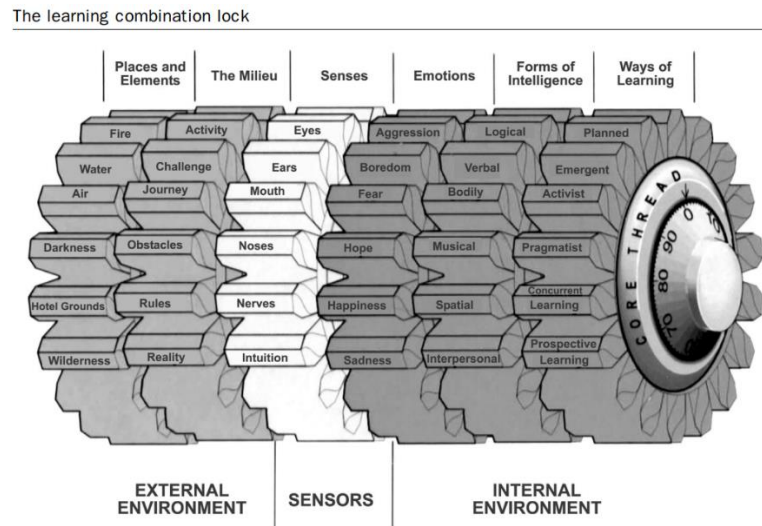 The learning combination lock
Places and
Elements
The Milieu
Senses
Emotions
Forms of
Intelligence
Ways of
Learning
Fire
Activity
Eyes
Aggression
Logical
Planned
Water
Challenge
Ears
Boredom
Verbal
Emergent
Air
Journey
Mouth
Fear
Bodily
Activist
Darkness
Obstacles
Noses
Hope
Musical
Pragmatist
Hotel Grounds
Rules
Nerves
Happiness
Spatial
Concurrent
Learning
Wilderness
Reality
Intuition
Sadness
Interpersonal
Prospective
Learning
CORE THREAD
0
10
90
80
70
EXTERNAL
ENVIRONMENT
SENSORS
INTERNAL
ENVIRONMENT